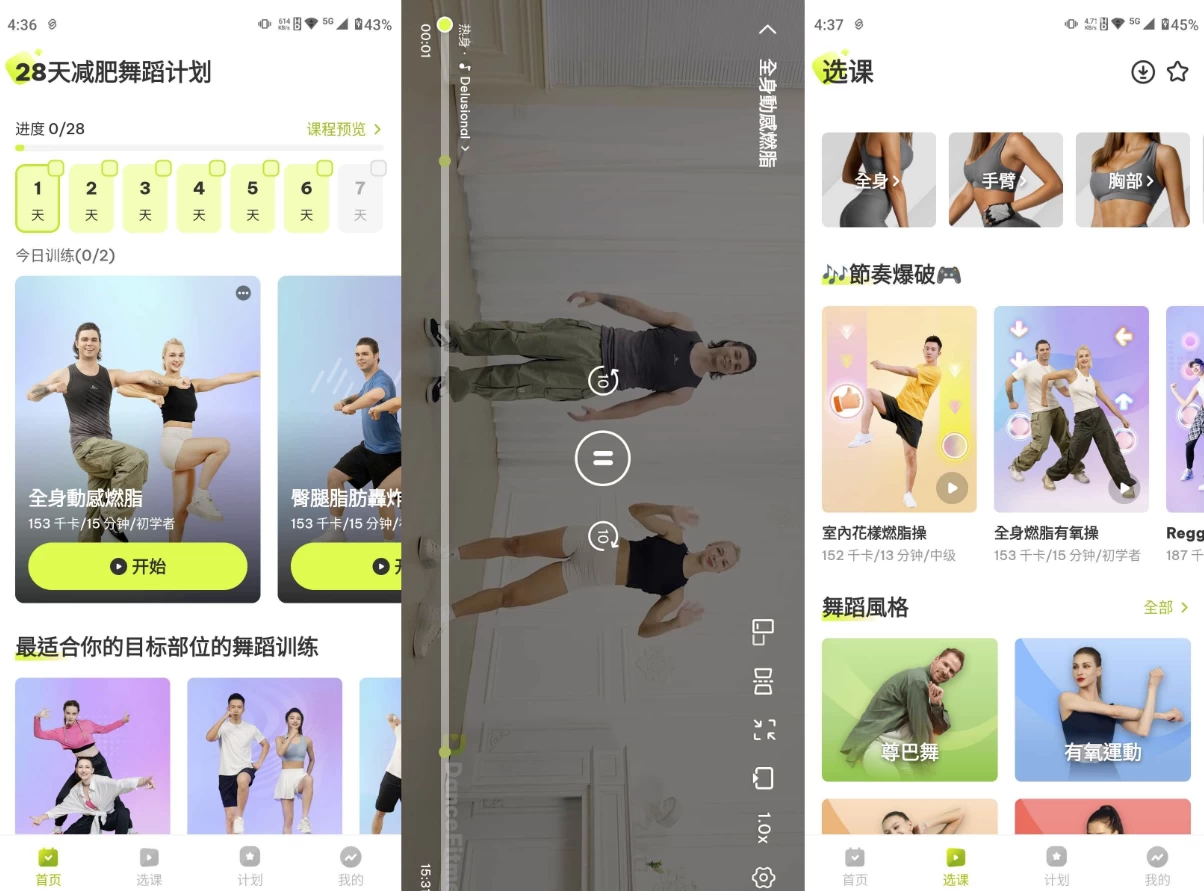 4:36
614 KB/s 5G 43%
28天减肥舞蹈计划
进度 0/28
课程预览
1 2 3 4 5 6 7
天 天 天 天 天 天 天
今日训练(0/2)
全身動感燃脂
153 千卡/15 分钟/初学者
开始
臀腿脂肪轟炸
153 千卡/15 分钟/
最适合你的目标部位的舞蹈训练
首页
选课
计划
我的
全身動感燃脂
热身 · Delusional
00:01
10
10
1.0x
15:31
DanceFitme
4:37
4.71 KB/s 5G 45%
选课
全身
手臂
胸部
節奏爆破
室內花樣燃脂操
152 千卡/13 分钟/中级
全身燃脂有氧操
153 千卡/15 分钟/初学者
Regg
187 千
舞蹈風格
全部
尊巴舞
有氧運動
首页
选课
计划
我的